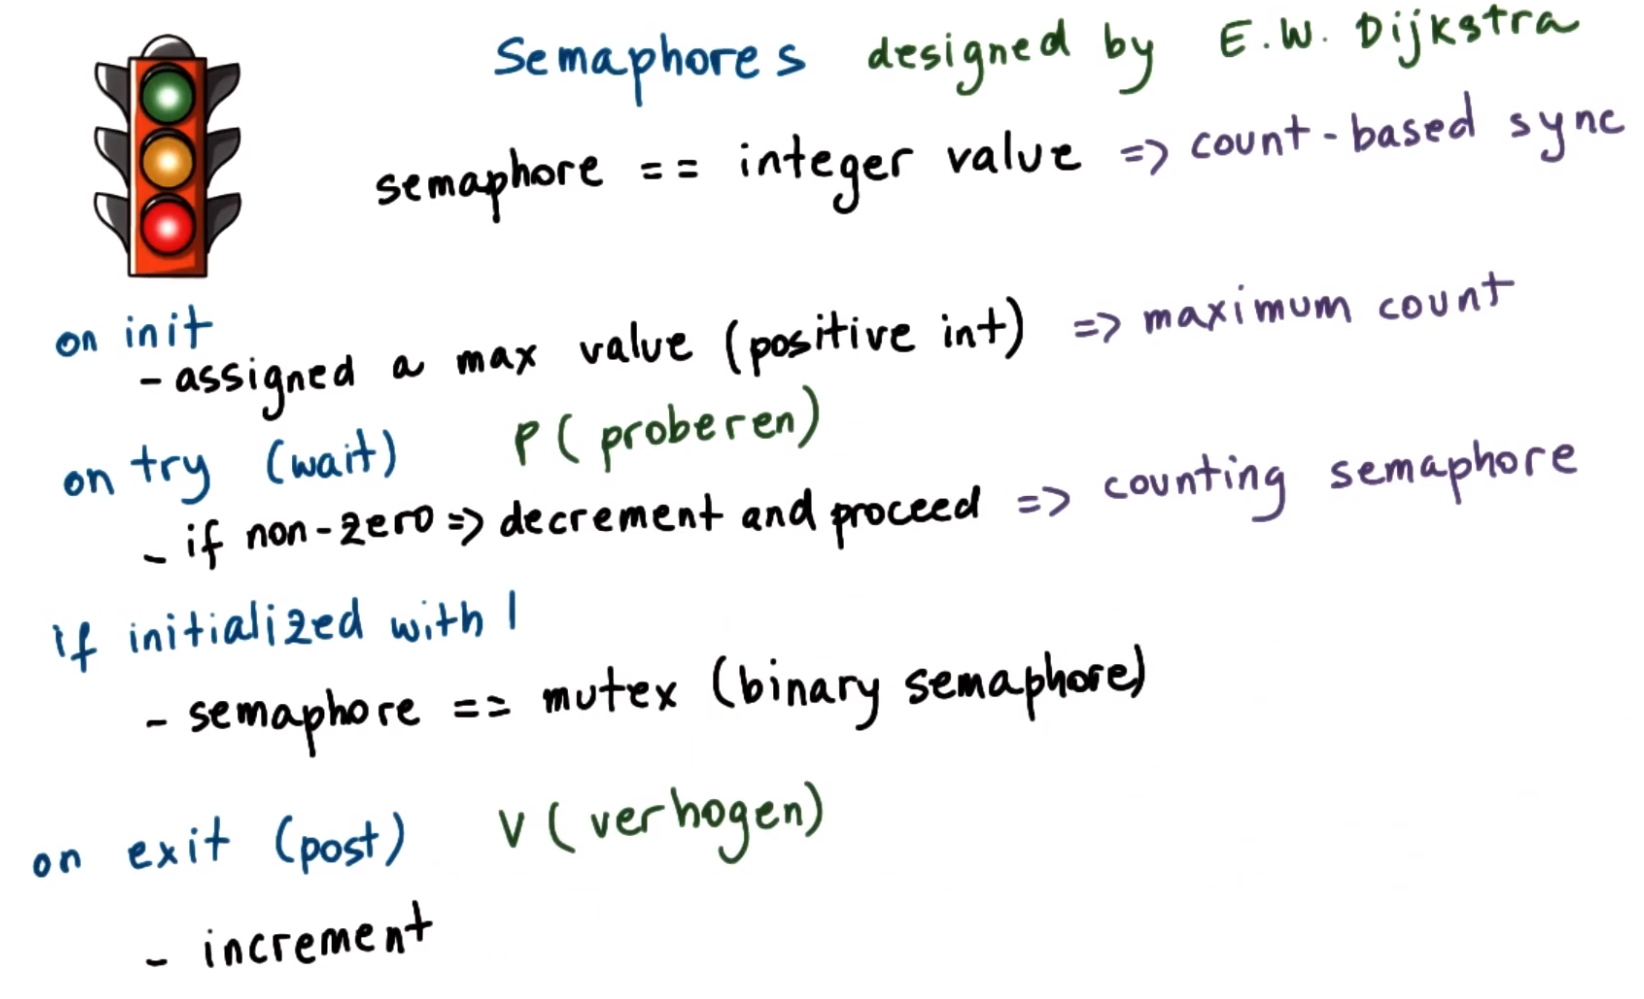 Semaphores designed by E.W. Dijkstra
semaphore == integer value => count-based sync
on init
- assigned a max value (positive int) => maximum count
on try (wait) P (proberen)
- if non-zero => decrement and proceed => counting semaphore
if initialized with 1
- semaphore == mutex (binary semaphore)
on exit (post) V (verhogen)
- increment